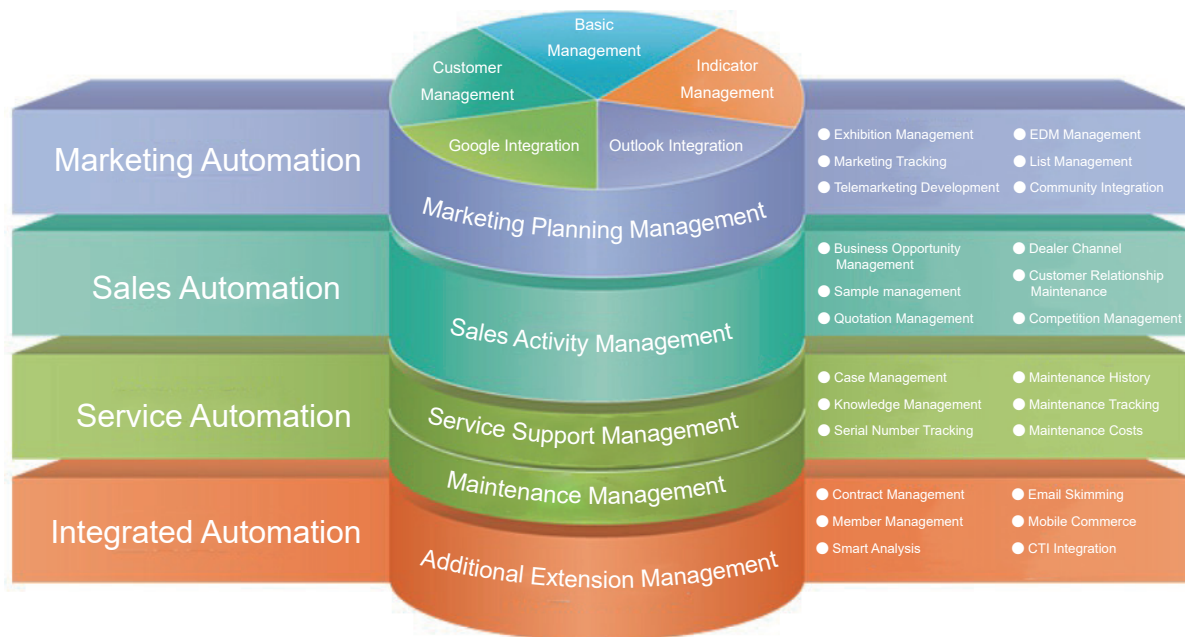 Basic
Management
Customer
Management
Indicator
Management
Google Integration
Outlook Integration
Marketing Automation
Marketing Planning Management
Exhibition Management
Marketing Tracking
Telemarketing Development
EDM Management
List Management
Community Integration
Sales Automation
Sales Activity Management
Business Opportunity
Management
Sample management
Quotation Management
Dealer Channel
Customer Relationship
Maintenance
Competition Management
Service Automation
Service Support Management
Maintenance Management
Case Management
Knowledge Management
Serial Number Tracking
Maintenance History
Maintenance Tracking
Maintenance Costs
Integrated Automation
Additional Extension Management
Contract Management
Member Management
Smart Analysis
Email Skimming
Mobile Commerce
CTI Integration